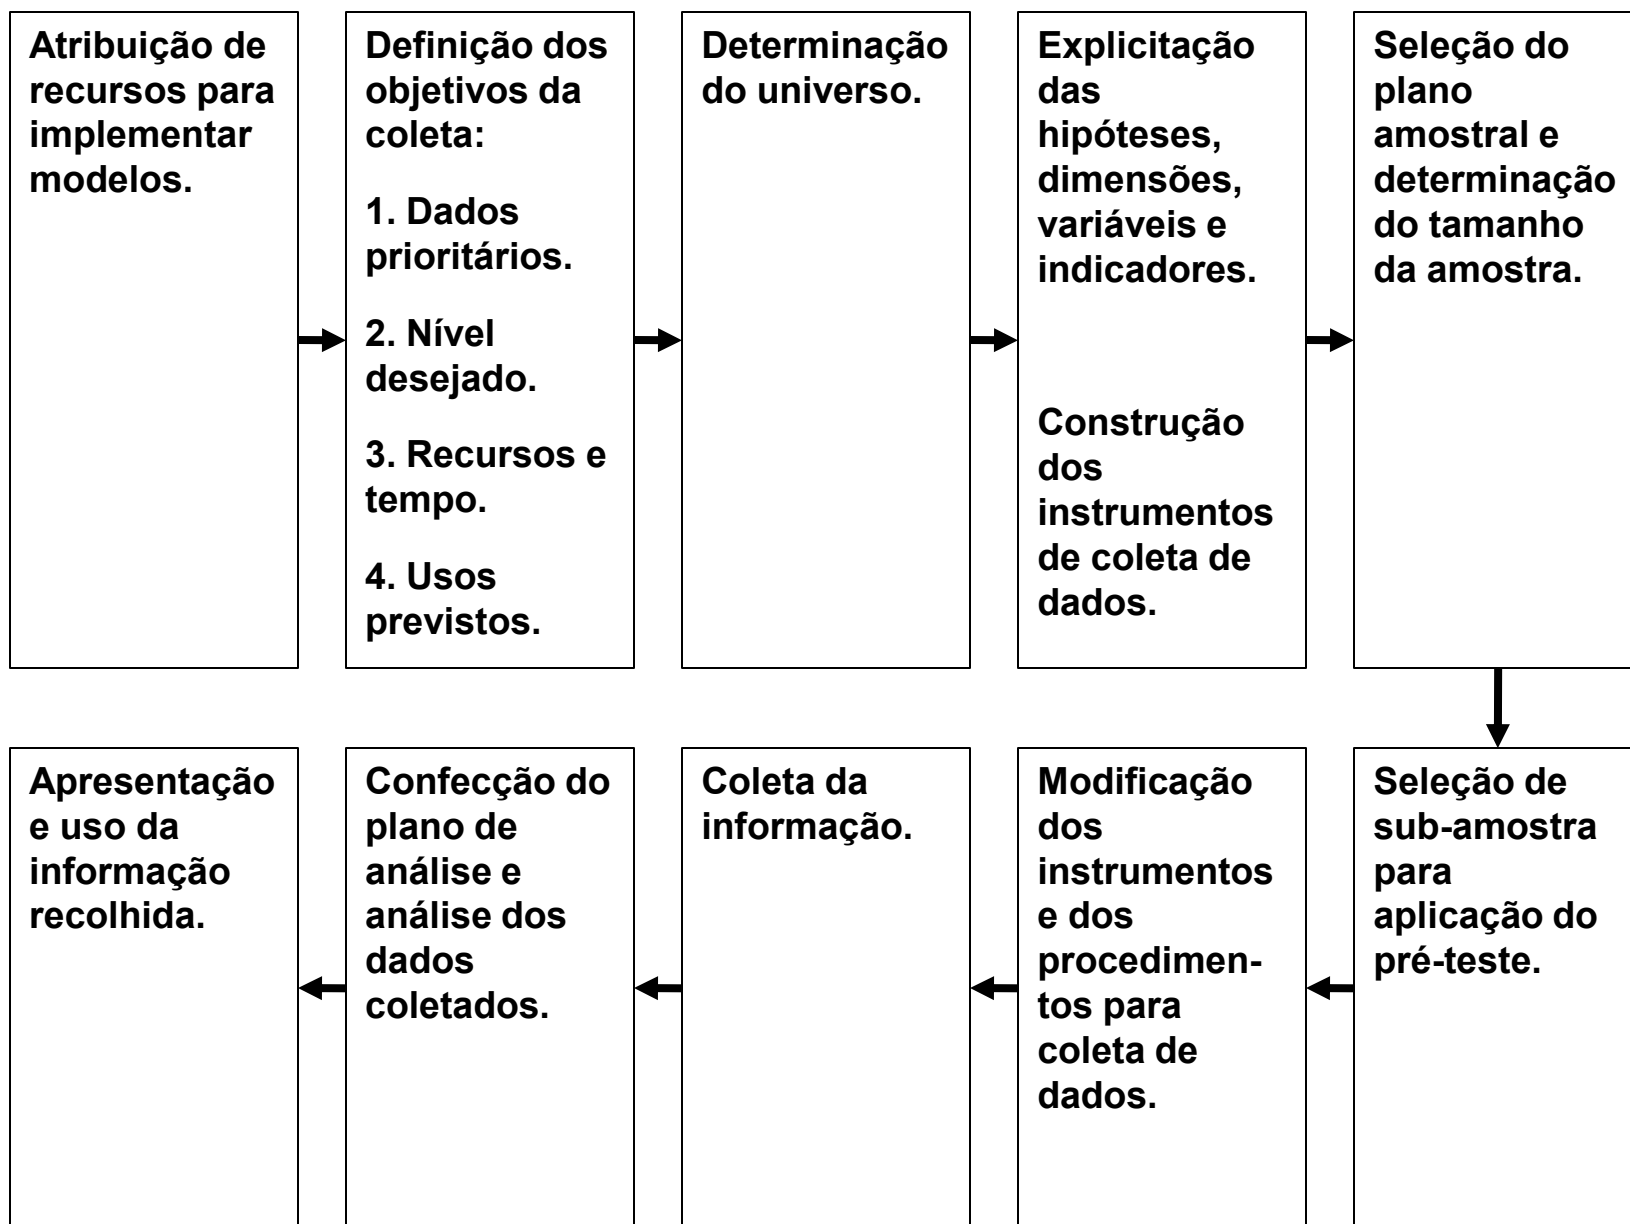 Atribuição de
recursos para
implementar
modelos.
Definição dos
objetivos da
coleta:
1. Dados
prioritários.
2. Nível
desejado.
3. Recursos e
tempo.
4. Usos
previstos.
Determinação
do universo.
Explicitação
das
hipóteses,
dimensões,
variáveis e
indicadores.
Construção
dos
instrumentos
de coleta de
dados.
Seleção do
plano
amostral e
determinação
do tamanho
da amostra.
Seleção de
sub-amostra
para
aplicação do
pré-teste.
Modificação
dos
instrumentos
e dos
procedimen-
tos para
coleta de
dados.
Coleta da
informação.
Confecção do
plano de
análise e
análise dos
dados
coletados.
Apresentação
e uso da
informação
recolhida.